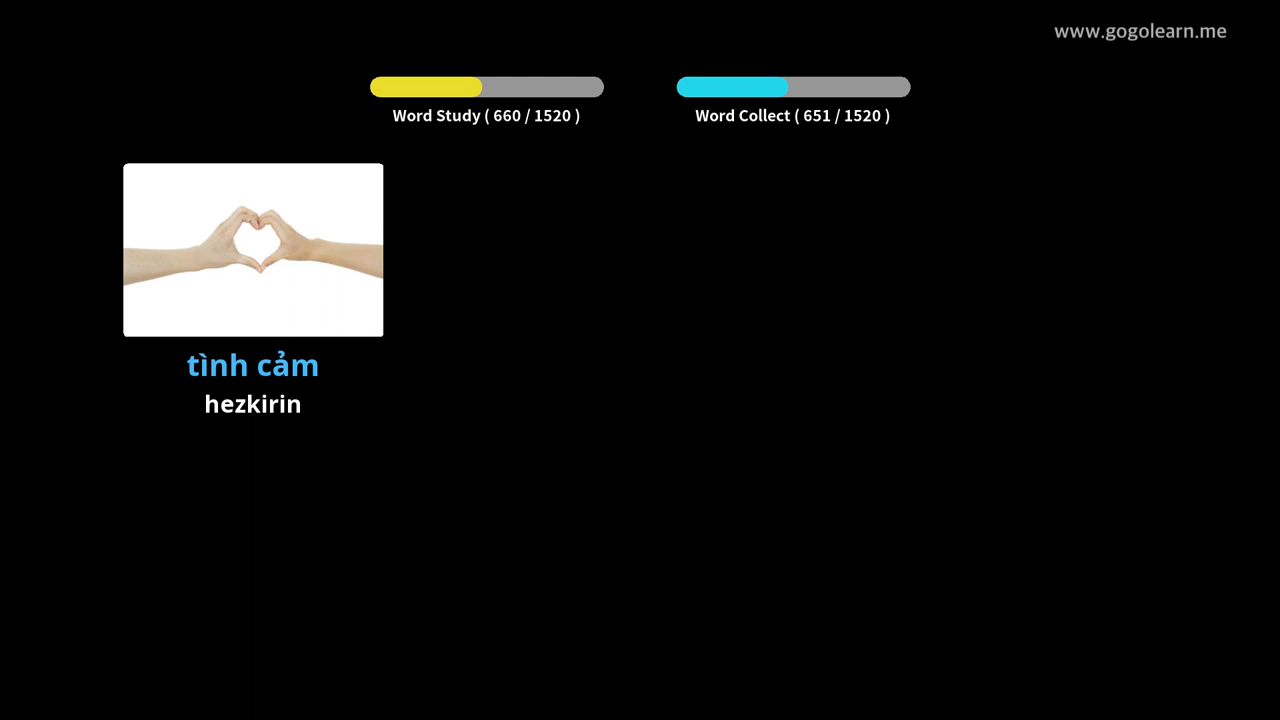 www.gogolearn.me
Word Study ( 660 / 1520 )
Word Collect ( 651 / 1520 )
tình cảm
hezkirin